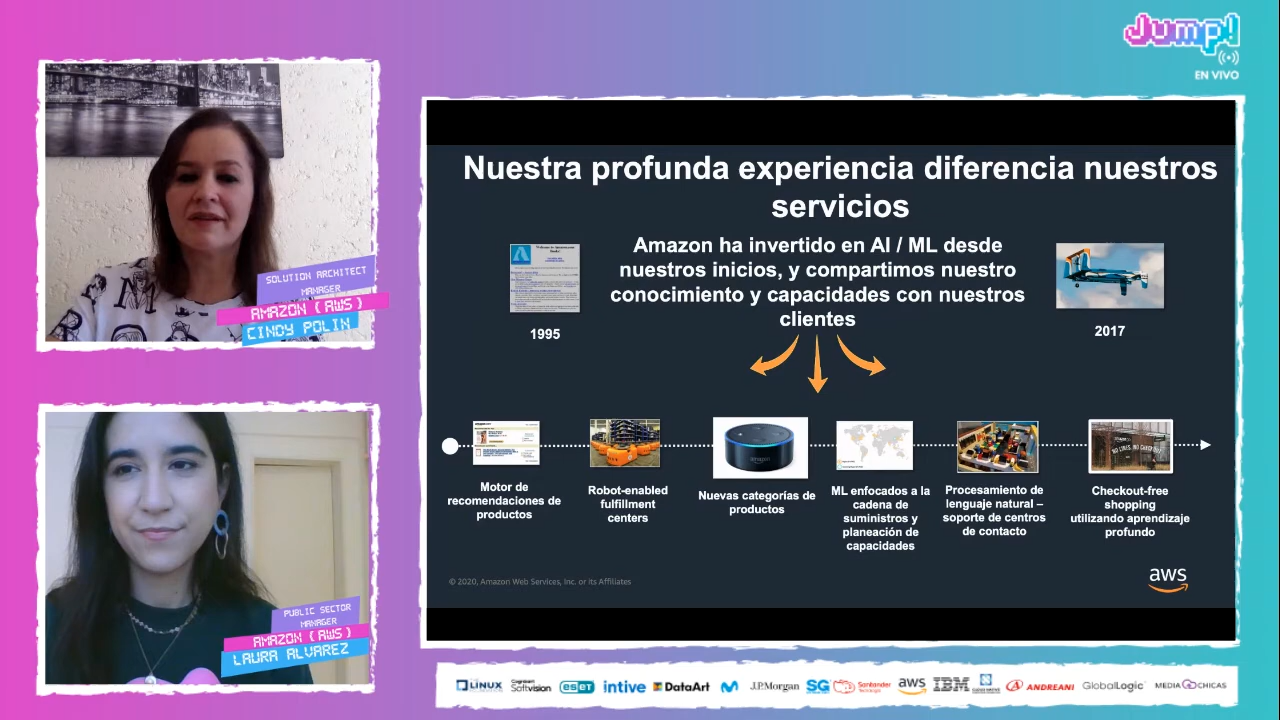 Jump!
EN VIVO
SOLUTION ARCHITECT
MANAGER
AMAZON (AWS)
CINDY POLIN
PUBLIC SECTOR
MANAGER
AMAZON (AWS)
LAURA ALVAREZ
Nuestra profunda experiencia diferencia nuestros
servicios
Amazon ha invertido en AI / ML desde
nuestros inicios, y compartimos nuestro
conocimiento y capacidades con nuestros
clientes
1995
2017
Motor de
recomendaciones de
productos
Robot-enabled
fulfillment
centers
Nuevas categorías de
productos
ML enfocados a la
cadena de
suministros y
planeación de
capacidades
Procesamiento de
lenguaje natural –
soporte de centros
de contacto
Checkout-free
shopping
utilizando aprendizaje
profundo
© 2020, Amazon Web Services, Inc. or its Affiliates
aws
LINUX Cognizant Softvision eset intive DataArt J.P.Morgan SG Santander Tecnología aws IBM ANDREANI GlobalLogic MEDIA CHICAS